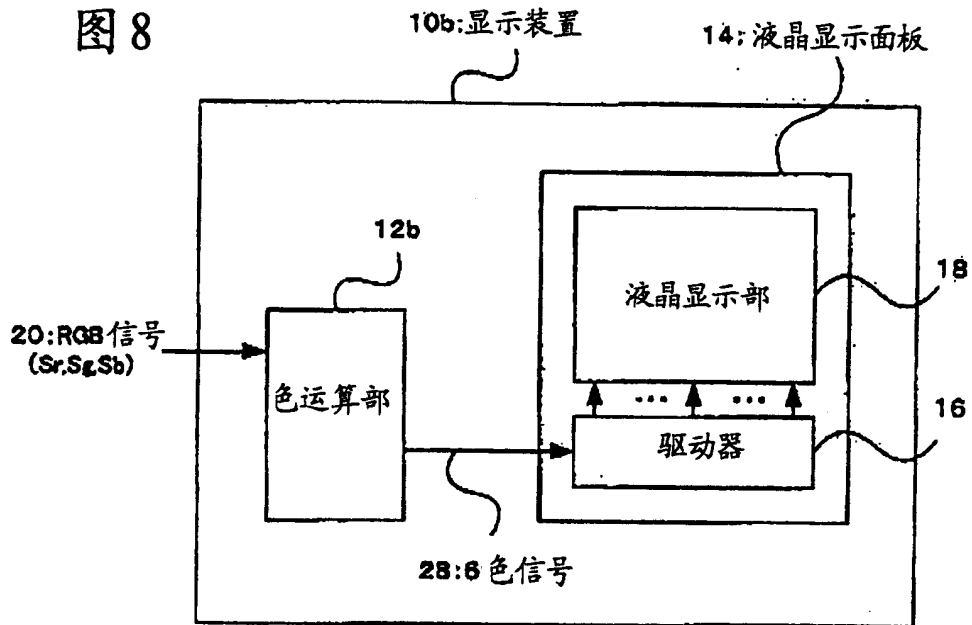 图8
10b:显示装置
14:液晶显示面板
12b
液晶显示部
18
20:RGB信号
(Sr,Sg,Sb)
色运算部
...
...
16
驱动器
28:6色信号